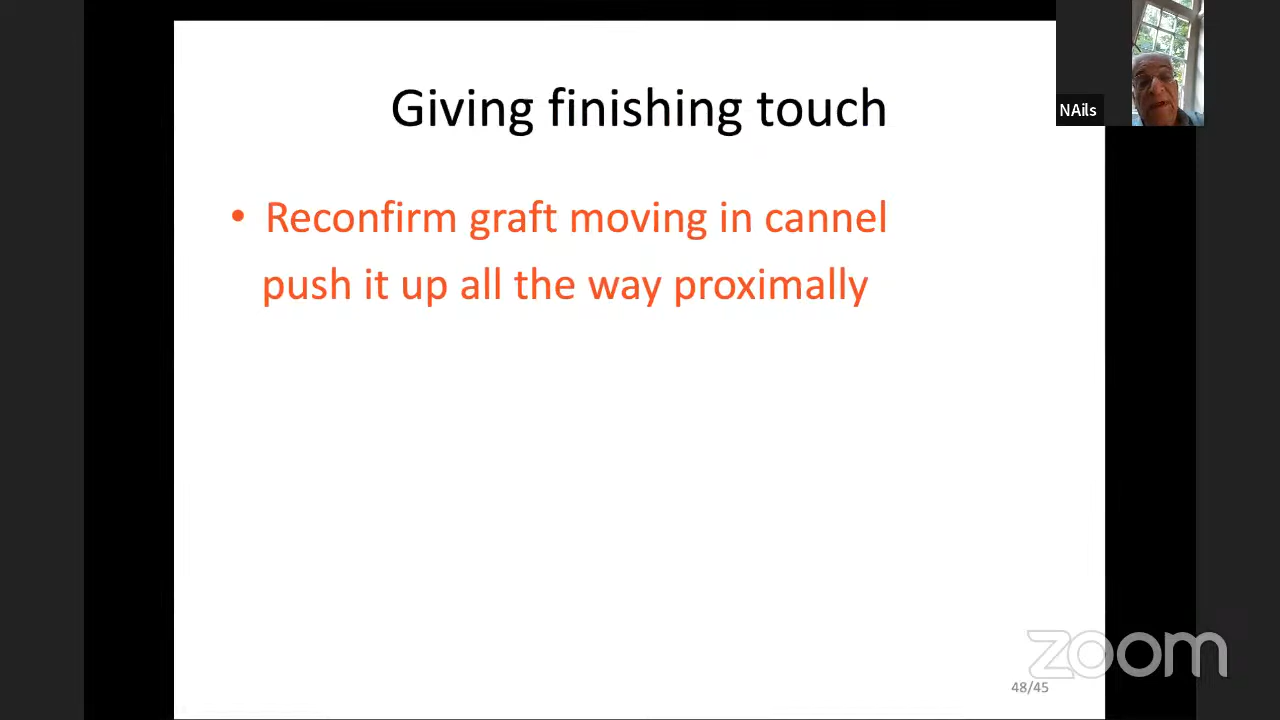 Giving finishing touch
NAils
• Reconfirm graft moving in cannel
push it up all the way proximally
zoom
48/45